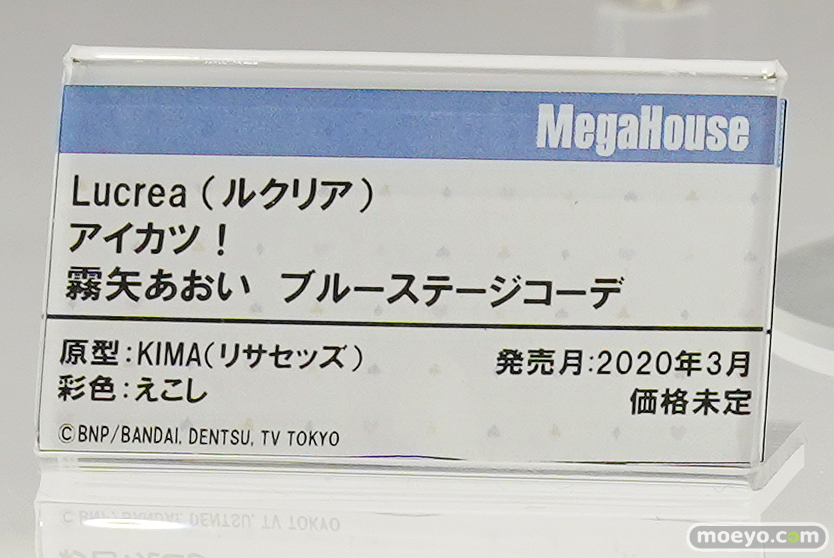 MegaHouse
Lucrea（ルクリア）
アイカツ！
霧矢あおい ブルーステージコーデ
原型：KIMA（リサセッズ）
発売月：2020年3月
彩色：えこし
価格未定
©BNP/BANDAI, DENTSU, TV TOKYO
moeyo.com